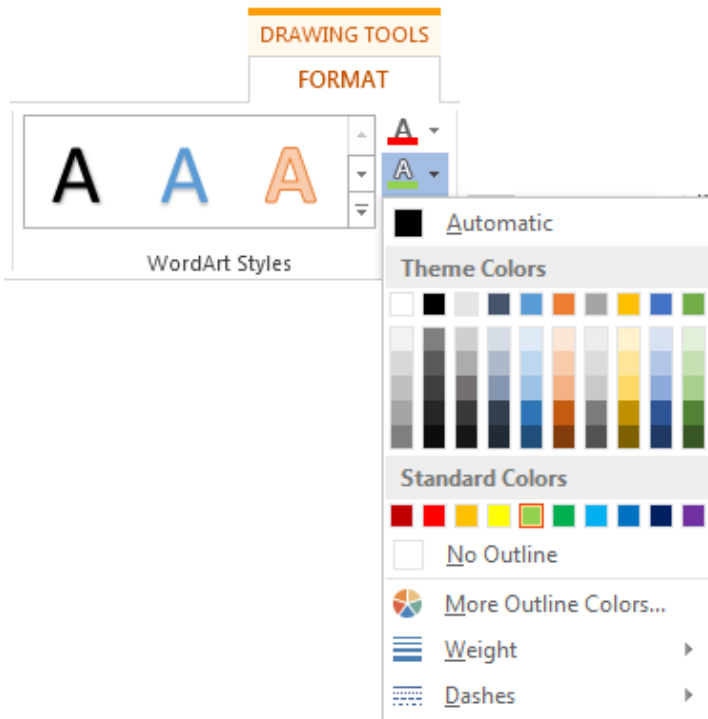 DRAWING TOOLS
FORMAT
A A A
A
A
WordArt Styles
Automatic
Theme Colors
Standard Colors
No Outline
More Outline Colors...
Weight
Dashes